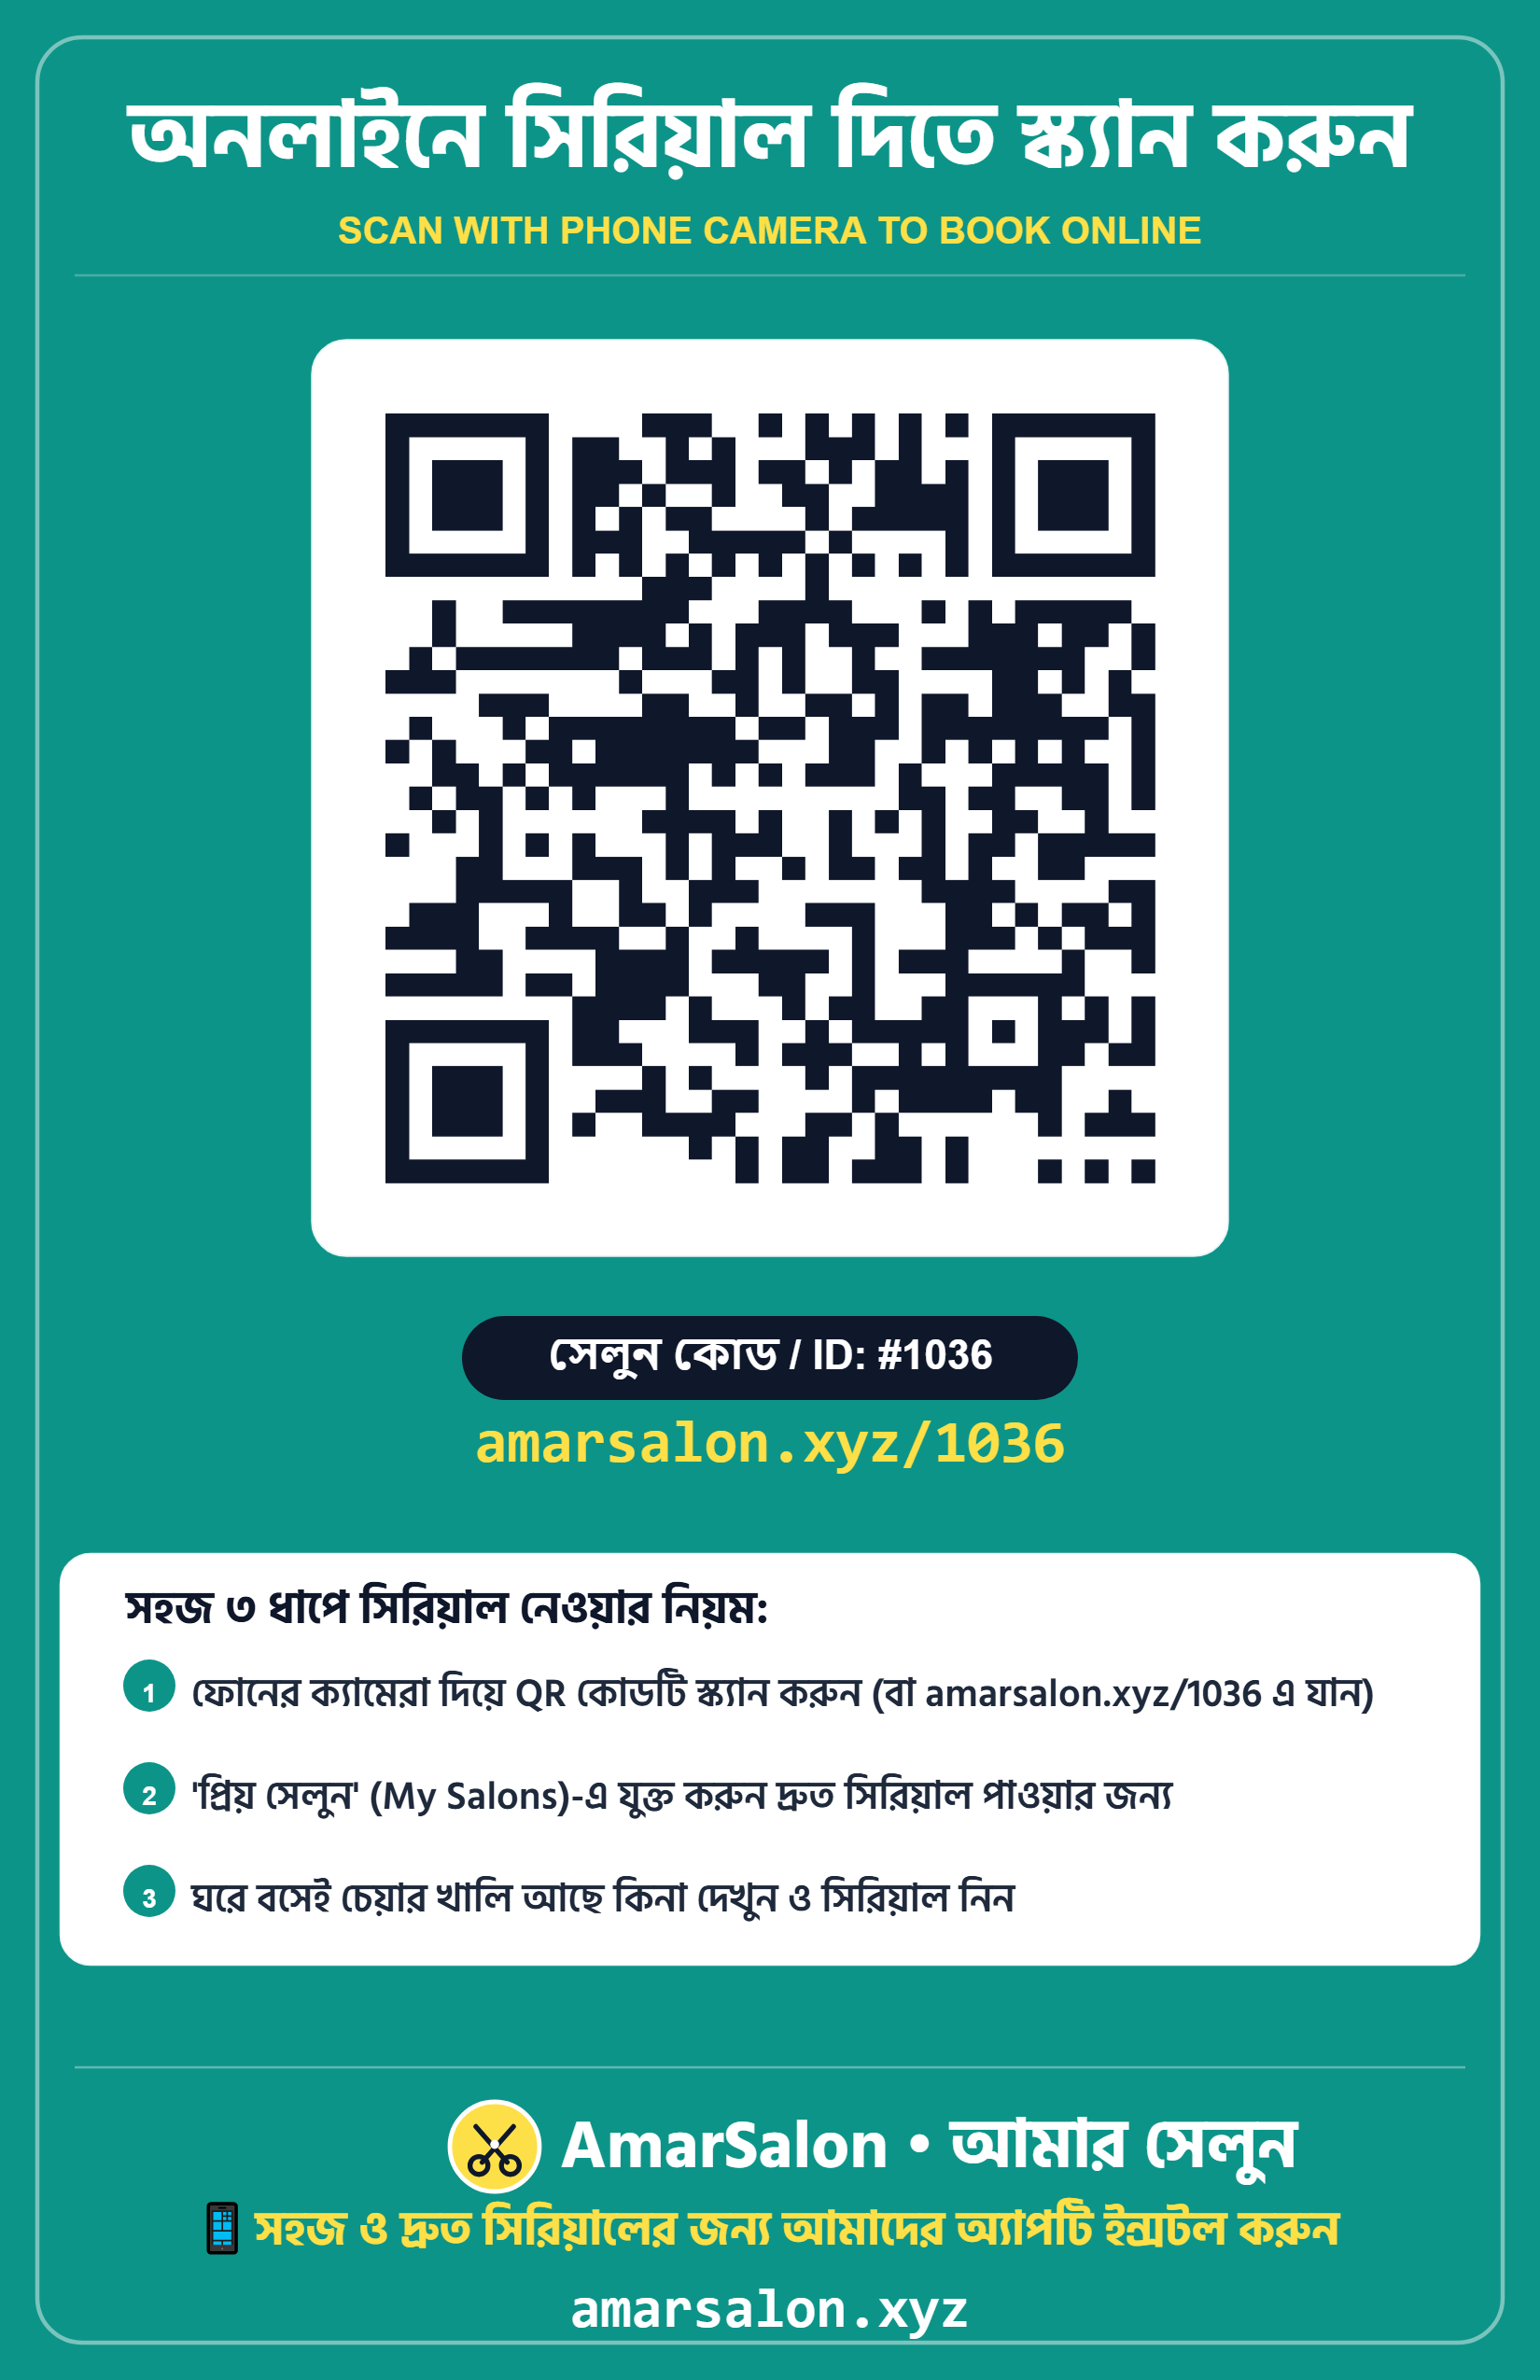 অনলাইনে সিরিয়াল দিতে স্ক্যান করুন
SCAN WITH PHONE CAMERA TO BOOK ONLINE
সেলুন কোড / ID: #1036
amarsalon.xyz/1036
সহজ ৩ ধাপে সিরিয়াল নেওয়ার নিয়ম:
1 ফোনের ক্যামেরা দিয়ে QR কোডটি স্ক্যান করুন (বা amarsalon.xyz/1036 এ যান)
2 'প্রিয় সেলুন' (My Salons)-এ যুক্ত করুন দ্রুত সিরিয়াল পাওয়ার জন্য
3 ঘরে বসেই চেয়ার খালি আছে কিনা দেখুন ও সিরিয়াল নিন
AmarSalon • আমার সেলুন
সহজ ও দ্রুত সিরিয়ালের জন্য আমাদের অ্যাপটি ইন্সটল করুন
amarsalon.xyz